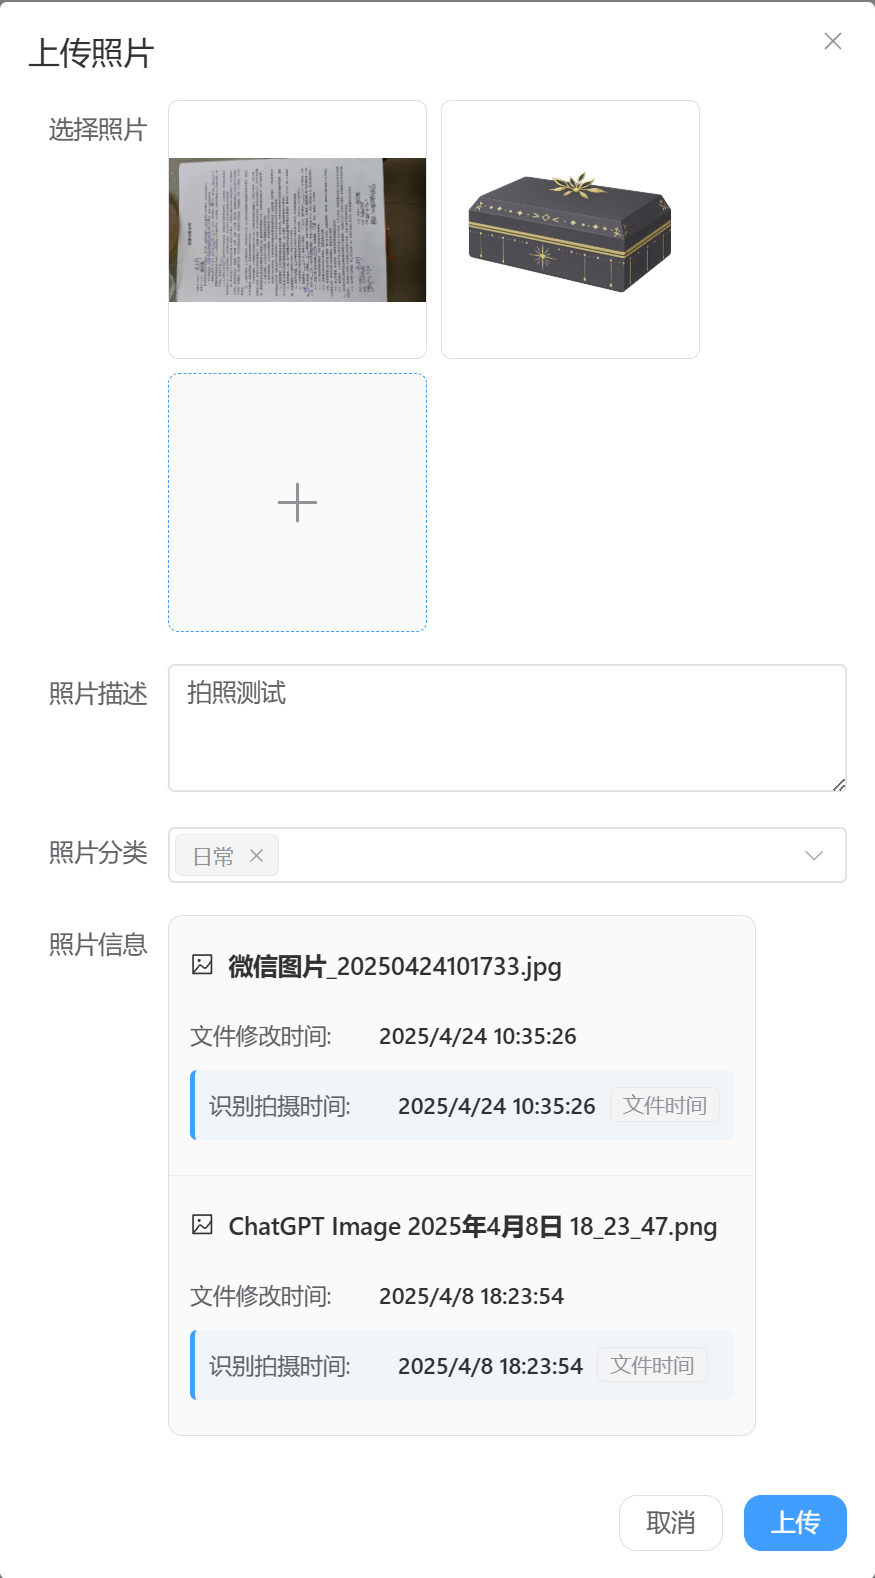 上传照片
选择照片
照片描述
拍照测试
照片分类
日常
照片信息
微信图片_20250424101733.jpg
文件修改时间: 2025/4/24 10:35:26
识别拍摄时间: 2025/4/24 10:35:26 文件时间
ChatGPT Image 2025年4月8日 18_23_47.png
文件修改时间: 2025/4/8 18:23:54
识别拍摄时间: 2025/4/8 18:23:54 文件时间
取消 上传